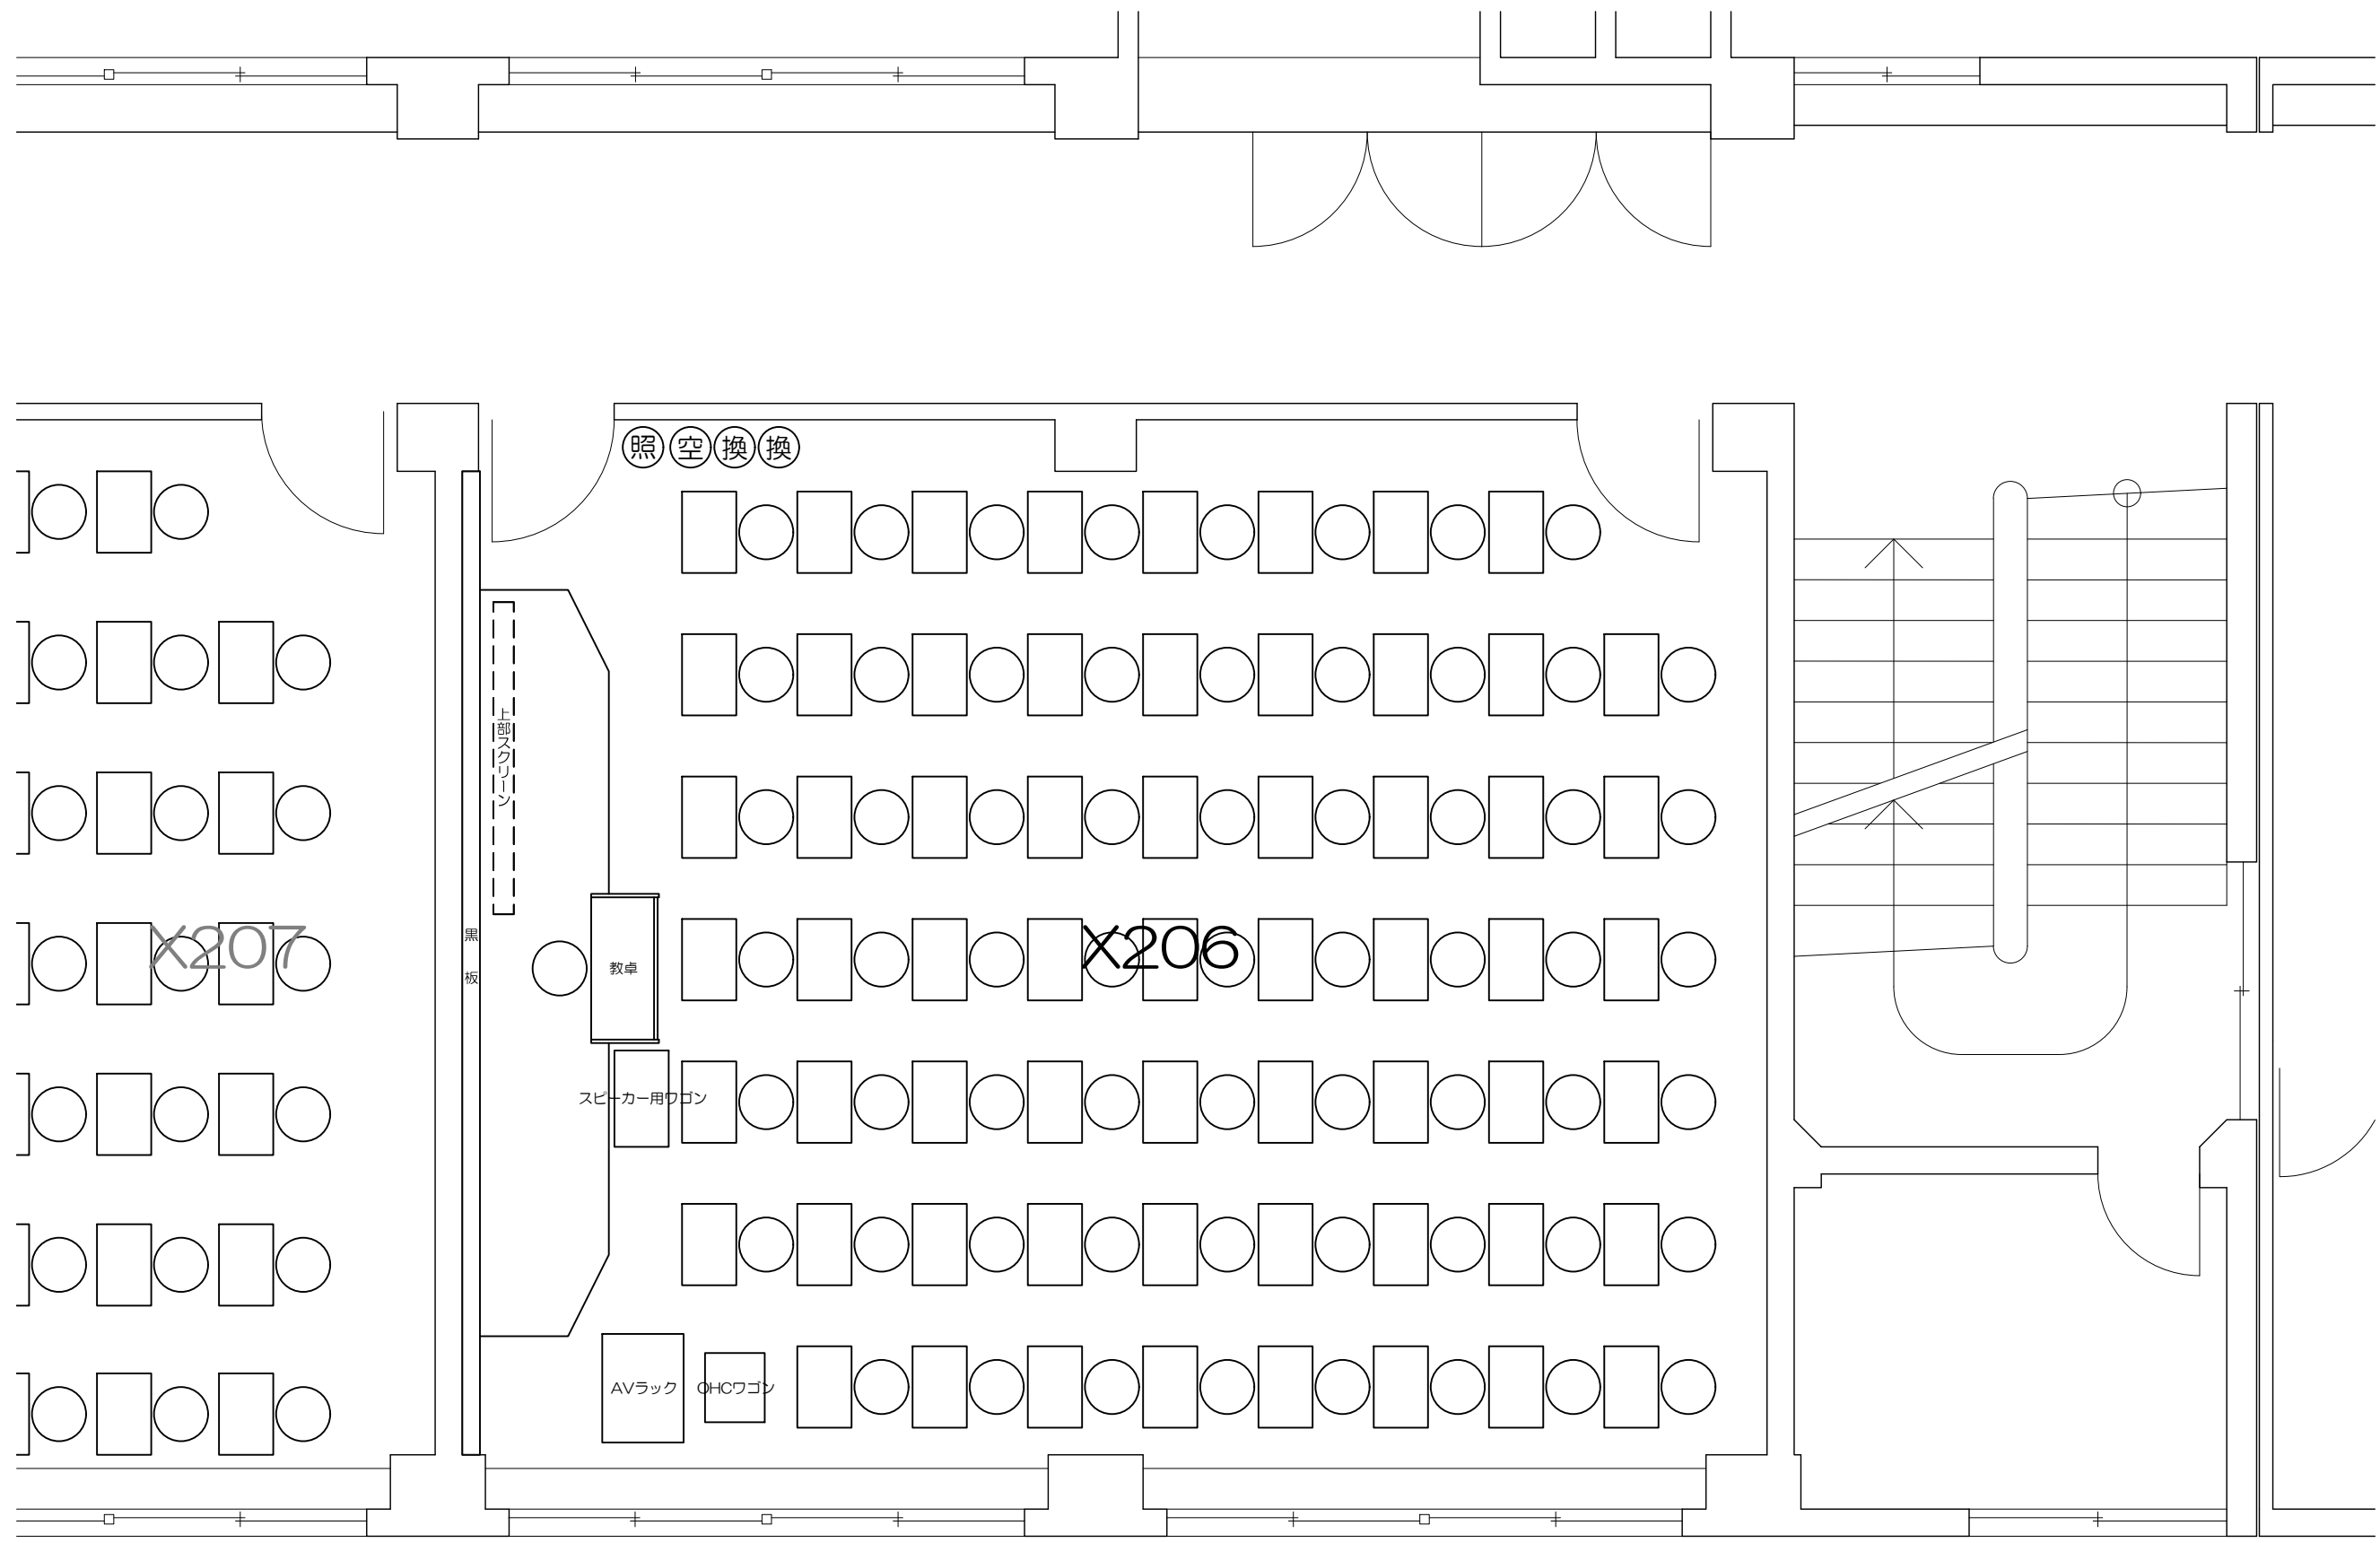 照 空 換 換
上部スクリーン
X207
黒板
教卓
X206
スピーカー用ワゴン
AVラック
OHCワゴン